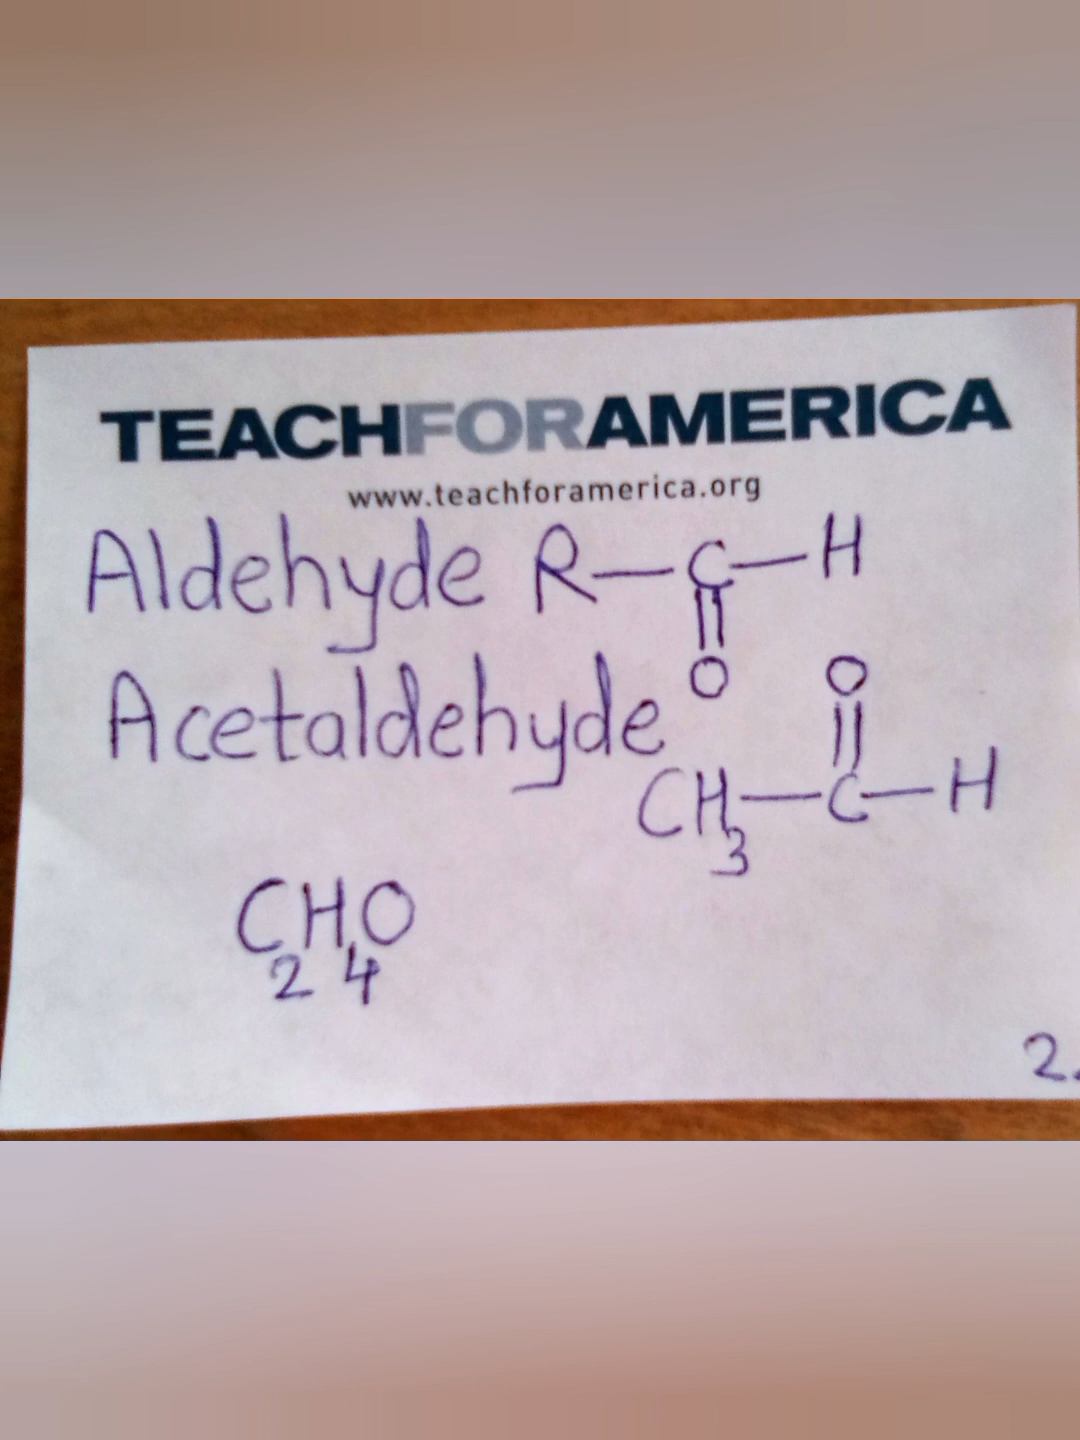 TEACHFORAMERICA
www.teachforamerica.org
Aldehyde R—C—H
||
O
Acetaldehyde
O
||
CH₃—C—H
C₂H₄O
2.